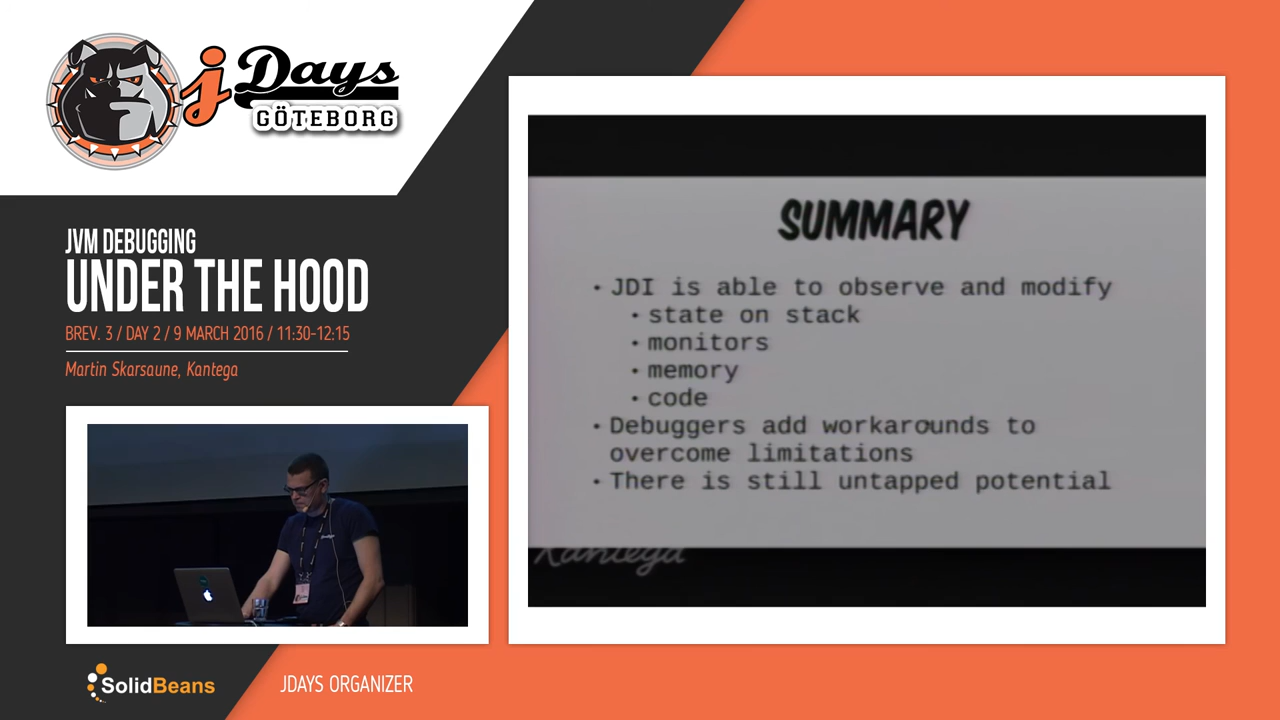 j Days
GÖTEBORG
JVM DEBUGGING
UNDER THE HOOD
BREV. 3 / DAY 2 / 9 MARCH 2016 / 11:30-12:15
Martin Skarsaune, Kantega
SUMMARY
• JDI is able to observe and modify
• state on stack
• monitors
• memory
• code
• Debuggers add workarounds to
overcome limitations
• There is still untapped potential
Kantega
SolidBeans
JDAYS ORGANIZER